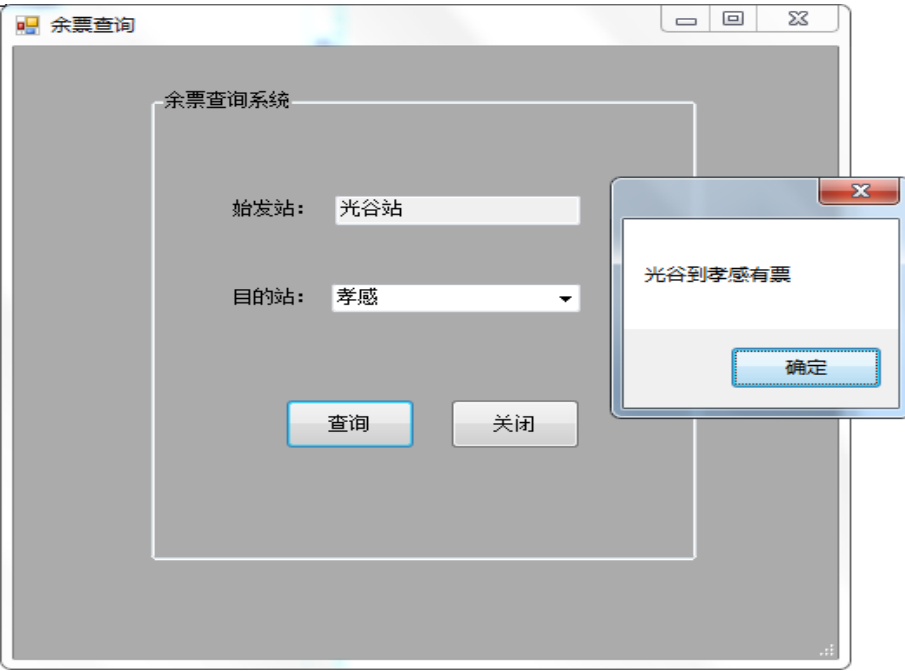 余票查询
余票查询系统
始发站： 光谷站
目的站： 孝感
光谷到孝感有票
确定
查询 关闭